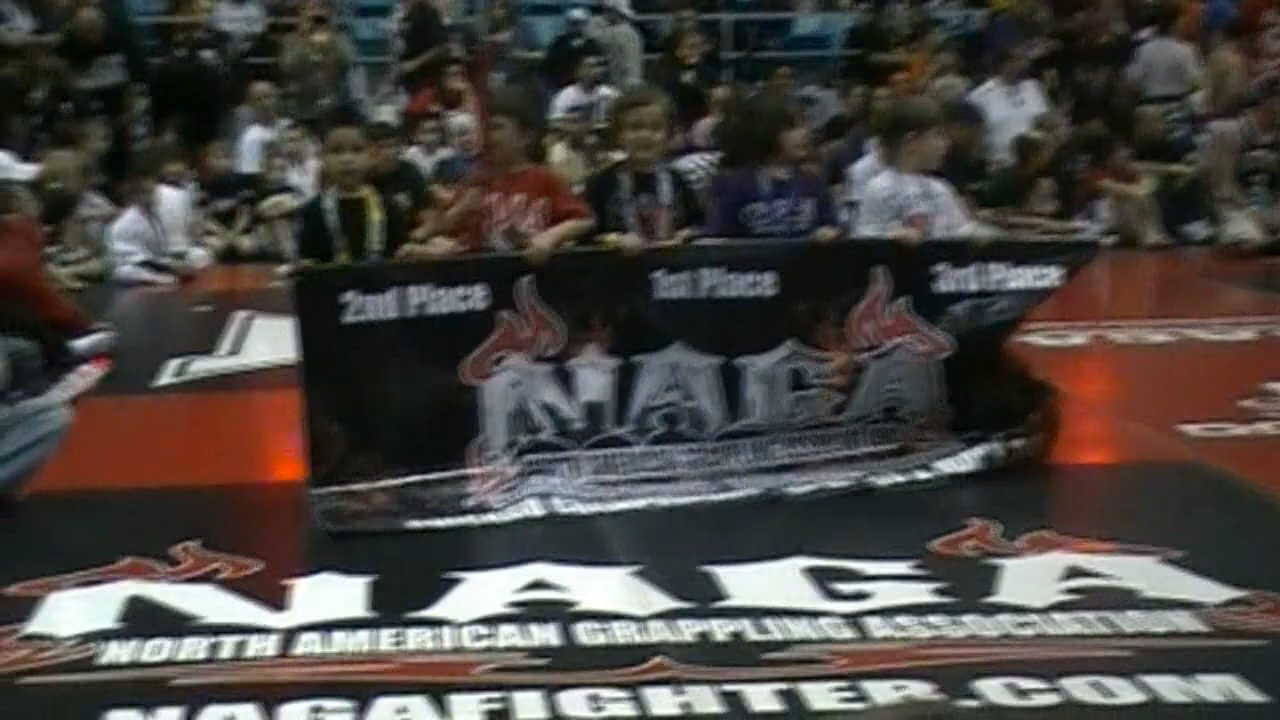 2nd Place
1st Place
3rd Place
NAGA
NAGA
NORTH AMERICAN GRAPPLING ASSOCIATION
NAGAFIGHTER.COM